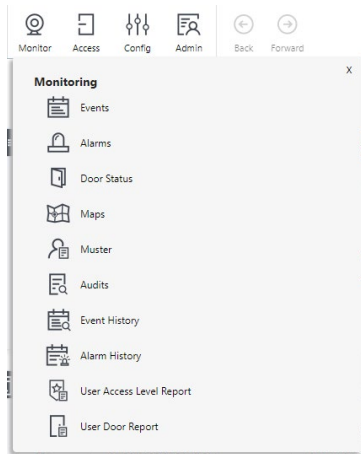 Monitor Access Config Admin Back Forward
X
Monitoring
Events
Alarms
Door Status
Maps
Muster
Audits
Event History
Alarm History
User Access Level Report
User Door Report